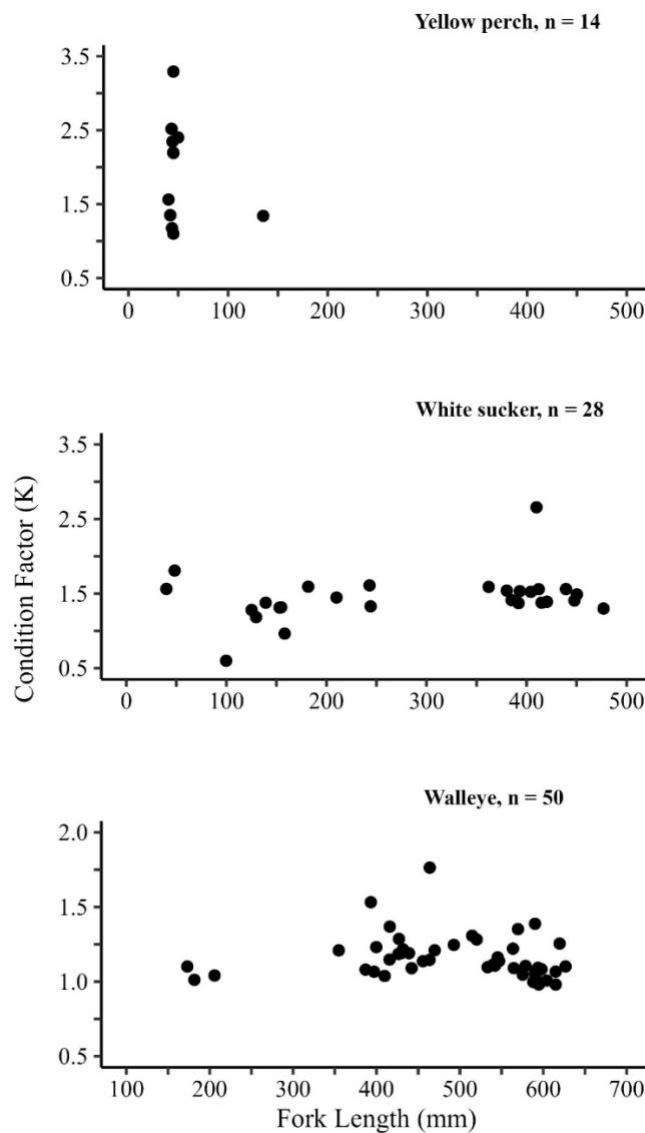 Yellow perch, n = 14
3.5
2.5
1.5
0.5
0 100 200 300 400 500
White sucker, n = 28
Condition Factor (K)
3.5
2.5
1.5
0.5
0 100 200 300 400 500
Walleye, n = 50
2.0
1.5
1.0
0.5
100 200 300 400 500 600 700
Fork Length (mm)